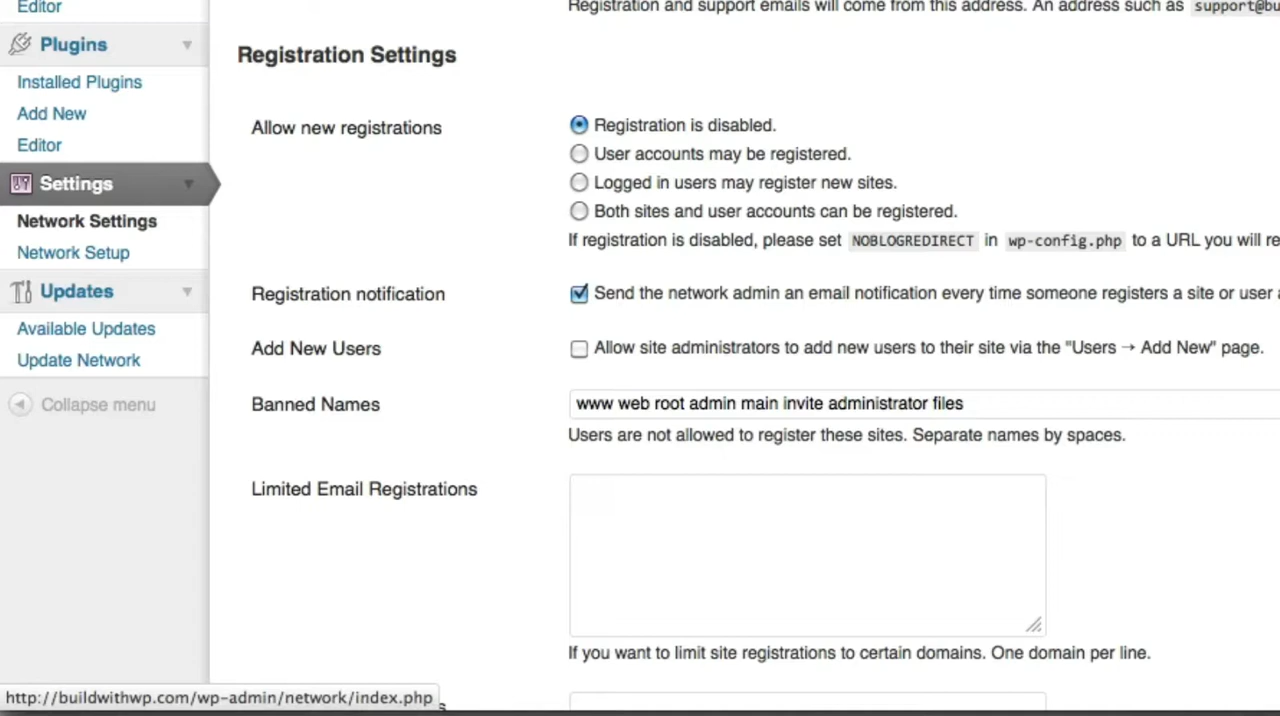 Editor
Plugins
Installed Plugins
Add New
Editor
Settings
Network Settings
Network Setup
Updates
Available Updates
Update Network
Collapse menu
Registration and support emails will come from this address. An address such as support@bu
Registration Settings
Allow new registrations
Registration is disabled.
User accounts may be registered.
Logged in users may register new sites.
Both sites and user accounts can be registered.
If registration is disabled, please set NOBLOGREDIRECT in wp-config.php to a URL you will re
Registration notification
Send the network admin an email notification every time someone registers a site or user
Add New Users
Allow site administrators to add new users to their site via the "Users → Add New" page.
Banned Names
www web root admin main invite administrator files
Users are not allowed to register these sites. Separate names by spaces.
Limited Email Registrations
If you want to limit site registrations to certain domains. One domain per line.
http://buildwithwp.com/wp-admin/network/index.php